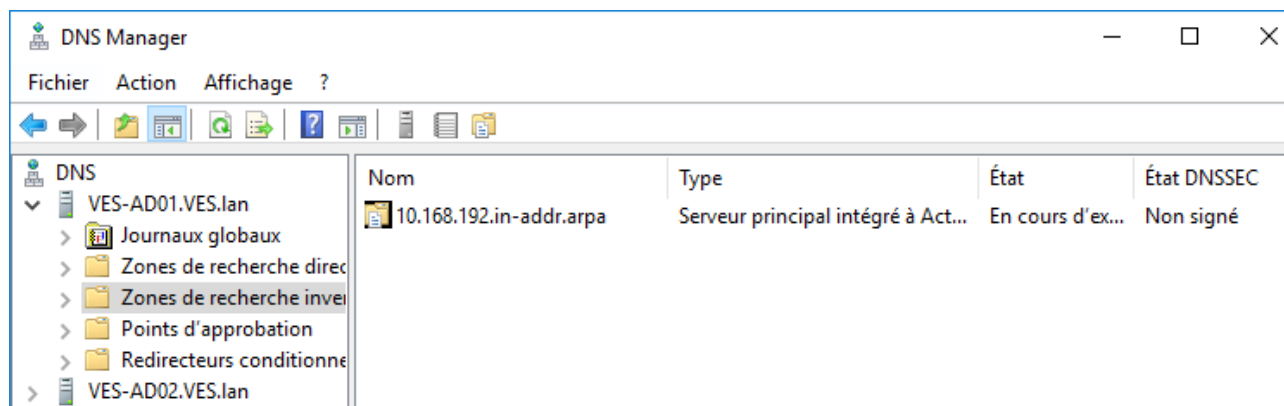 DNS Manager
Fichier Action Affichage ?
DNS
VES-AD01.VES.lan
Journaux globaux
Zones de recherche direc
Zones de recherche inver
Points d'approbation
Redirecteurs conditionne
VES-AD02.VES.lan
Nom Type État État DNSSEC
10.168.192.in-addr.arpa Serveur principal intégré à Act... En cours d'ex... Non signé